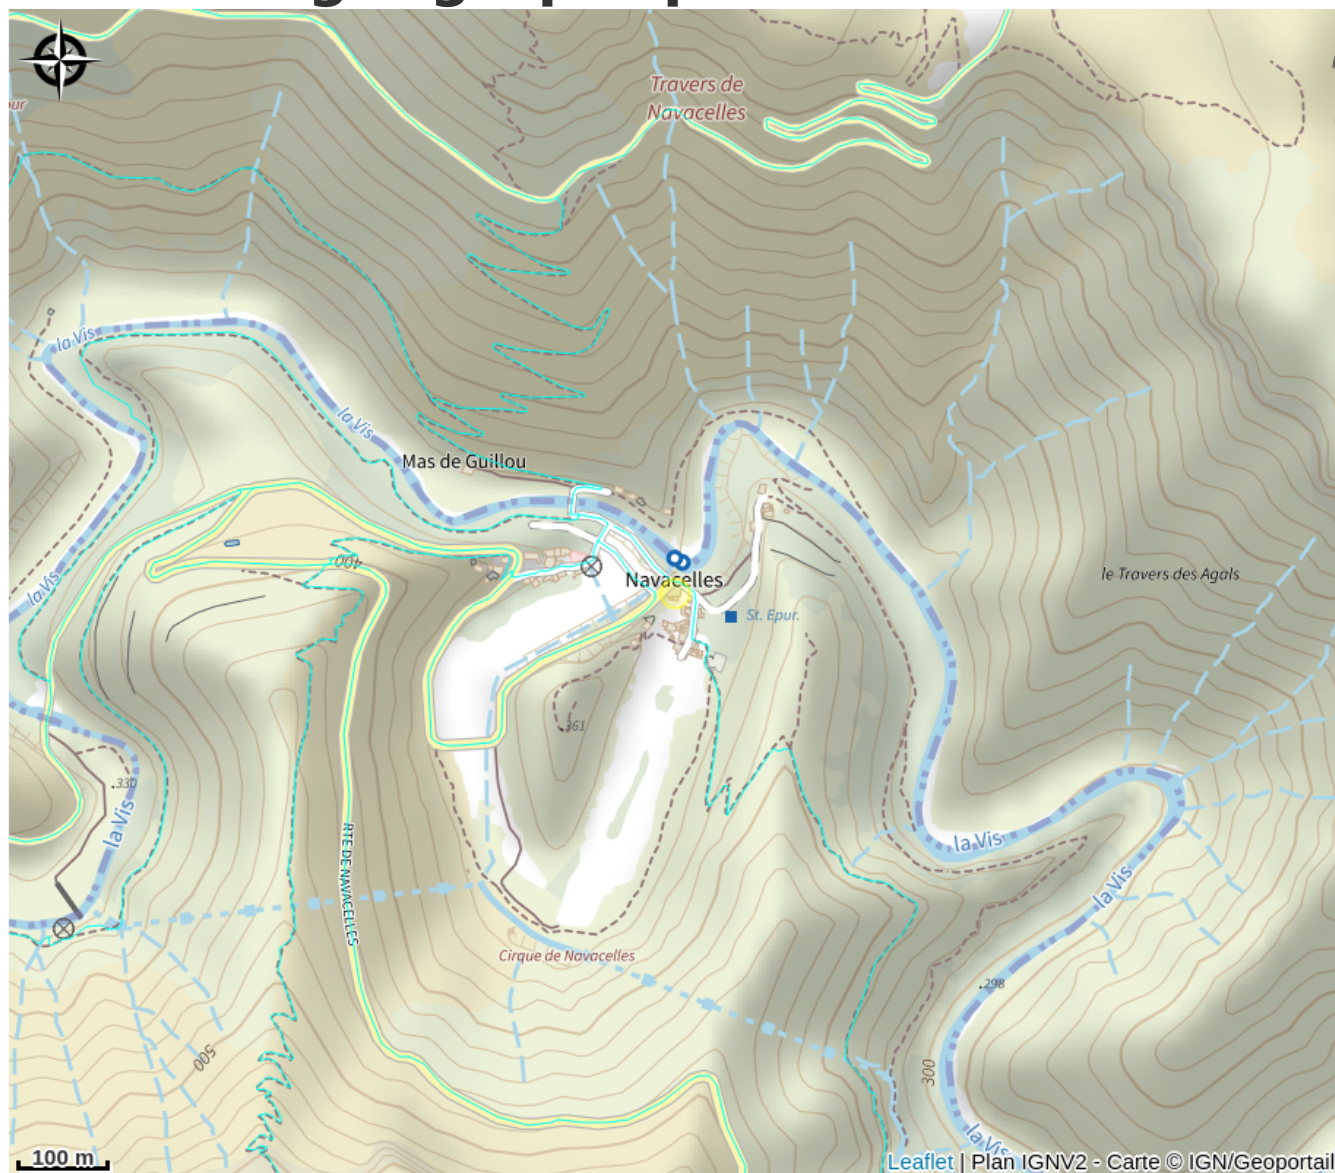 Travers de
Navacelles
la Vis
la Vis
Mas de Guillou
400
la Vis
Navacelles
le Travers des Agals
St. Epur.
361
330
la Vis
la Vis
la Vis
RTE DE NAVACELLES
Cirque de Navacelles
298
500
300
la Vis
100 m
Leaflet | Plan IGNV2 - Carte © IGN/Geoportail